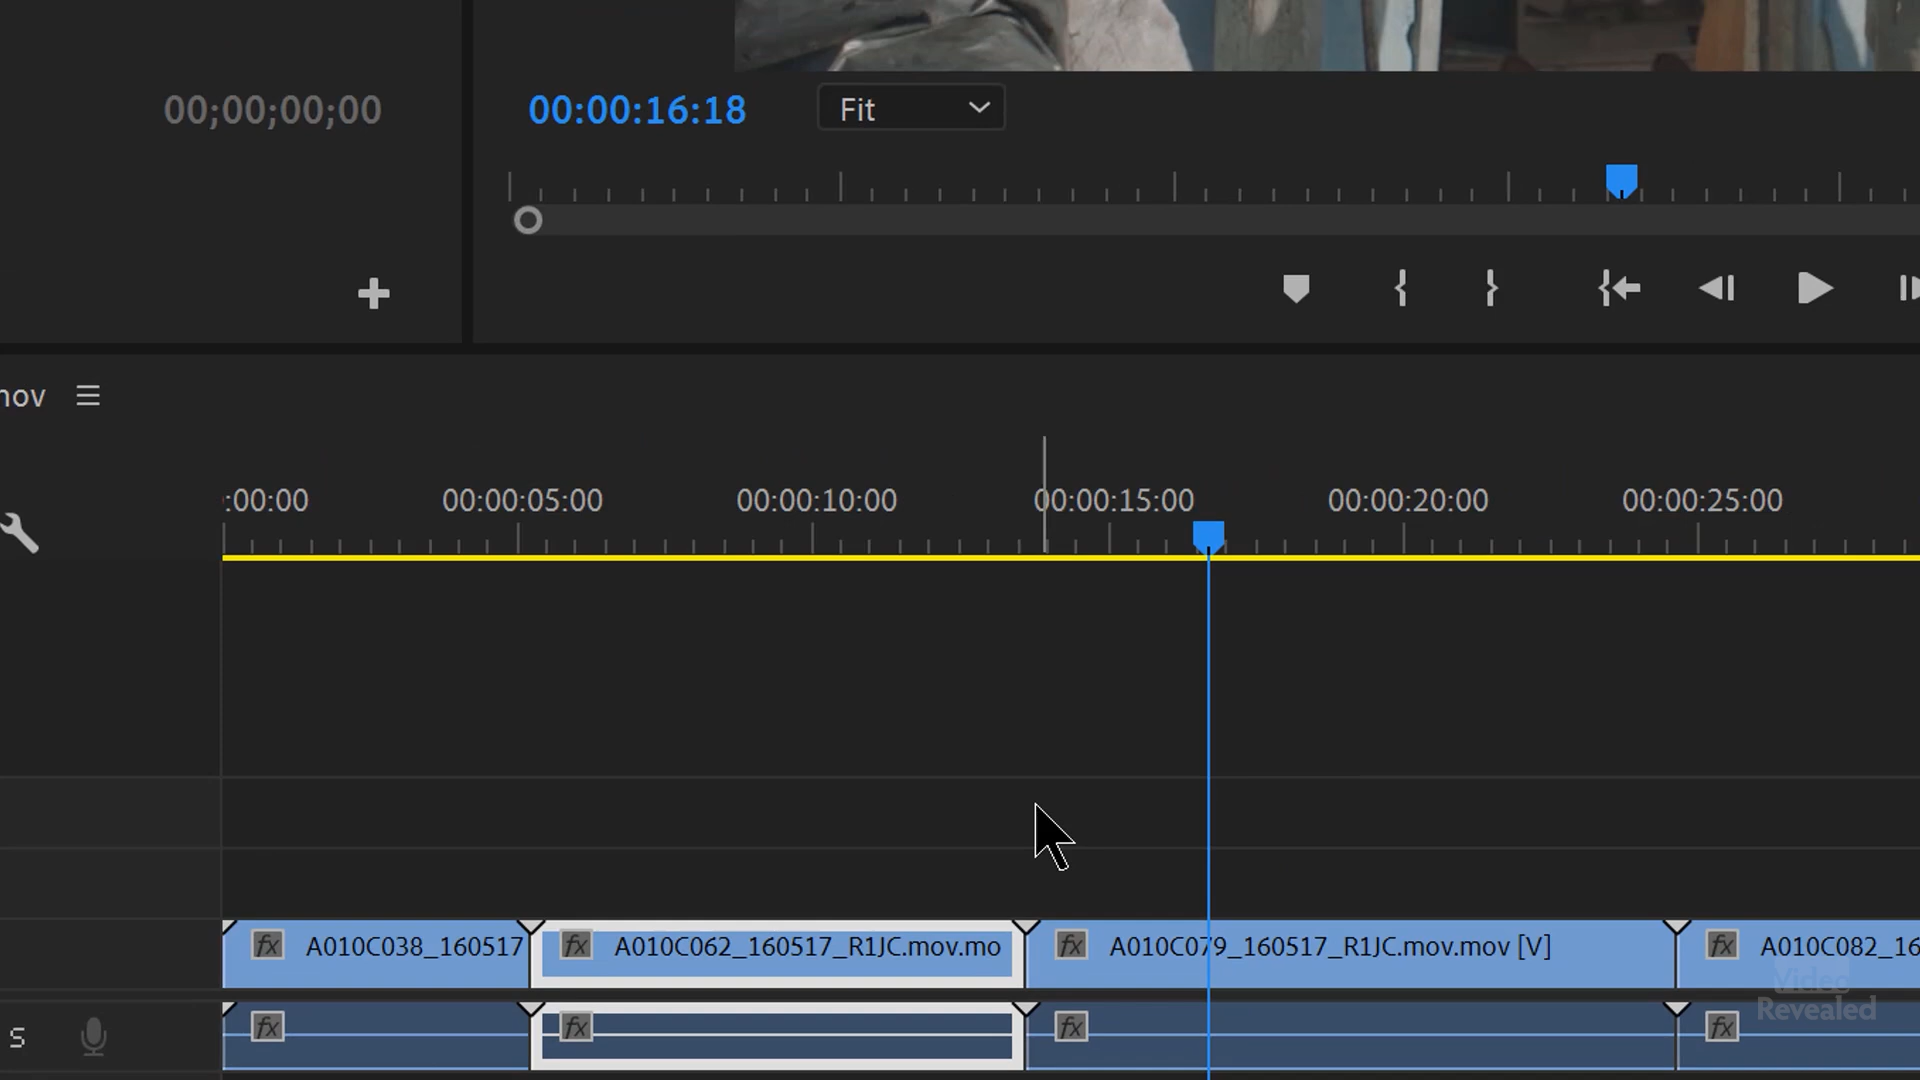 00;00;00;00
00:00:16:18
Fit
nov
:00:00
00:00:05:00
00:00:10:00
00:00:15:00
00:00:20:00
00:00:25:00
fx
A010C038_160517
fx
A010C062_160517_R1JC.mov.mo
fx
A010C079_160517_R1JC.mov.mov [V]
fx
A010C082_16
Video
Revealed
S
fx
fx
fx
fx